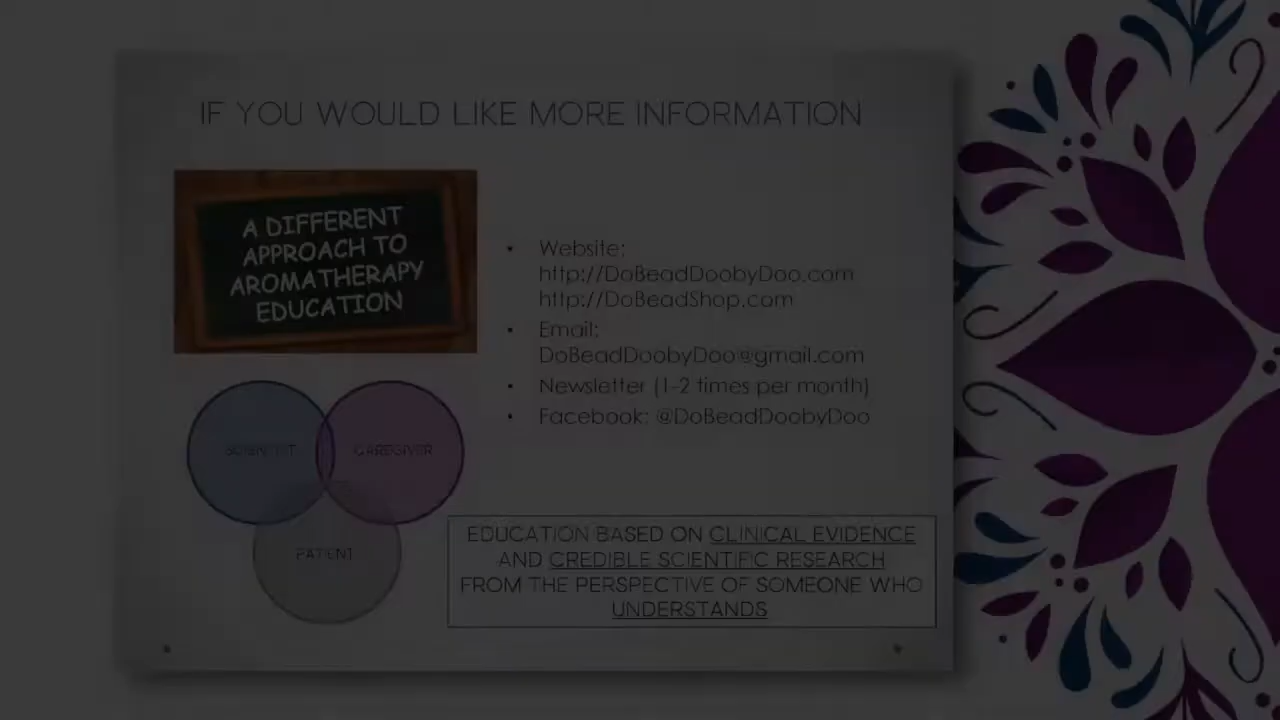 IF YOU WOULD LIKE MORE INFORMATION
A DIFFERENT
APPROACH TO
AROMATHERAPY
EDUCATION
• Website:
http://DoBeadDoobyDoo.com
http://DoBeadShop.com
• Email:
DoBeadDoobyDoo@gmail.com
• Newsletter (1-2 times per month)
• Facebook: @DoBeadDoobyDoo
SCIENTIST
CAREGIVER
PATIENT
EDUCATION BASED ON CLINICAL EVIDENCE
AND CREDIBLE SCIENTIFIC RESEARCH
FROM THE PERSPECTIVE OF SOMEONE WHO
UNDERSTANDS